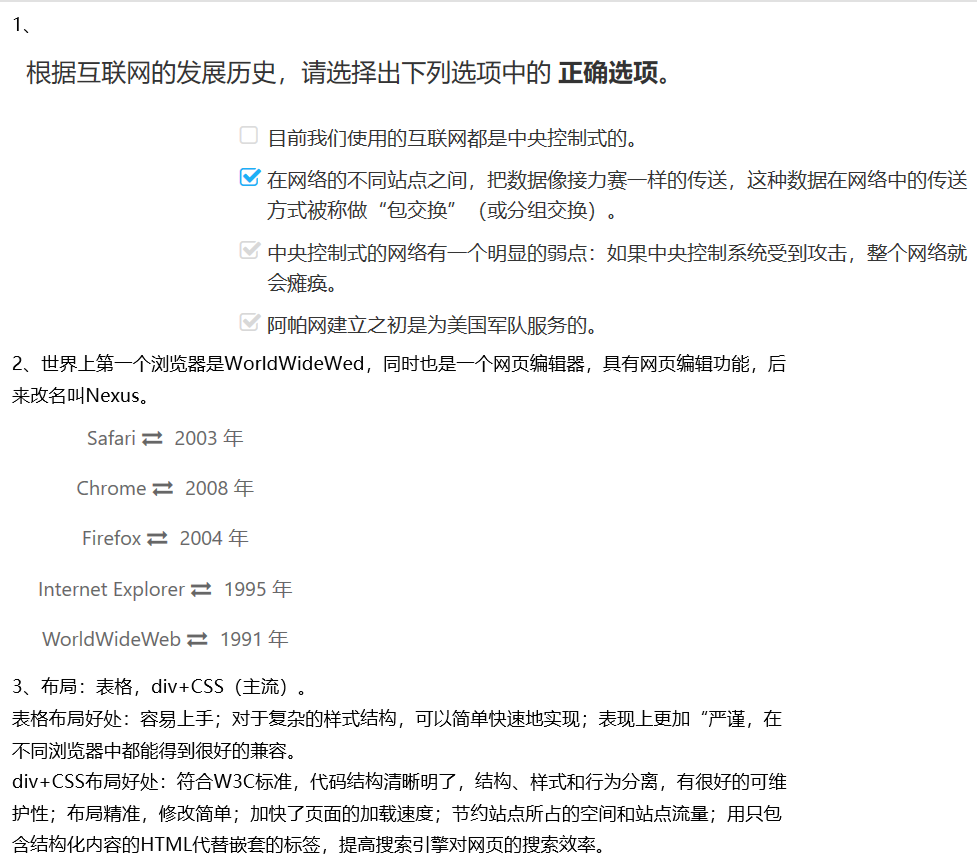 1、
根据互联网的发展历史，请选择出下列选项中的 正确选项。
目前我们使用的互联网都是中央控制式的。
在网络的不同站点之间，把数据像接力赛一样的传送，这种数据在网络中的传送
方式被称做“包交换”（或分组交换）。
中央控制式的网络有一个明显的弱点：如果中央控制系统受到攻击，整个网络就
会瘫痪。
阿帕网建立之初是为美国军队服务的。
2、世界上第一个浏览器是WorldWideWed，同时也是一个网页编辑器，具有网页编辑功能，后
来改名叫Nexus。
Safari ⇄ 2003 年
Chrome ⇄ 2008 年
Firefox ⇄ 2004 年
Internet Explorer ⇄ 1995 年
WorldWideWeb ⇄ 1991 年
3、布局：表格，div+CSS（主流）。
表格布局好处：容易上手；对于复杂的样式结构，可以简单快速地实现；表现上更加“严谨，在
不同浏览器中都能得到很好的兼容。
div+CSS布局好处：符合W3C标准，代码结构清晰明了，结构、样式和行为分离，有很好的可维
护性；布局精准，修改简单；加快了页面的加载速度；节约站点所占的空间和站点流量；用只包
含结构化内容的HTML代替嵌套的标签，提高搜索引擎对网页的搜索效率。